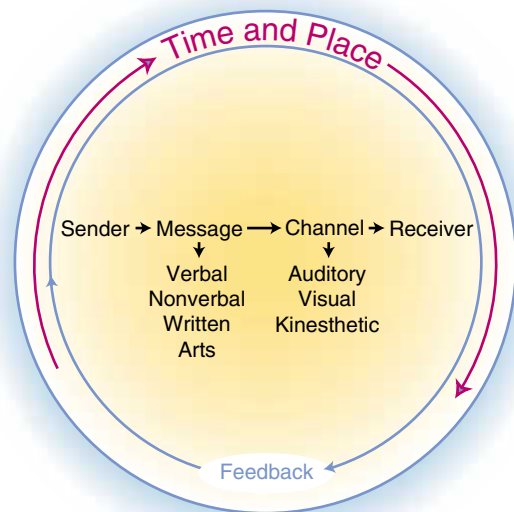 Time and Place
Sender Message Channel Receiver
Verbal Auditory
Nonverbal Visual
Written Kinesthetic
Arts
Feedback